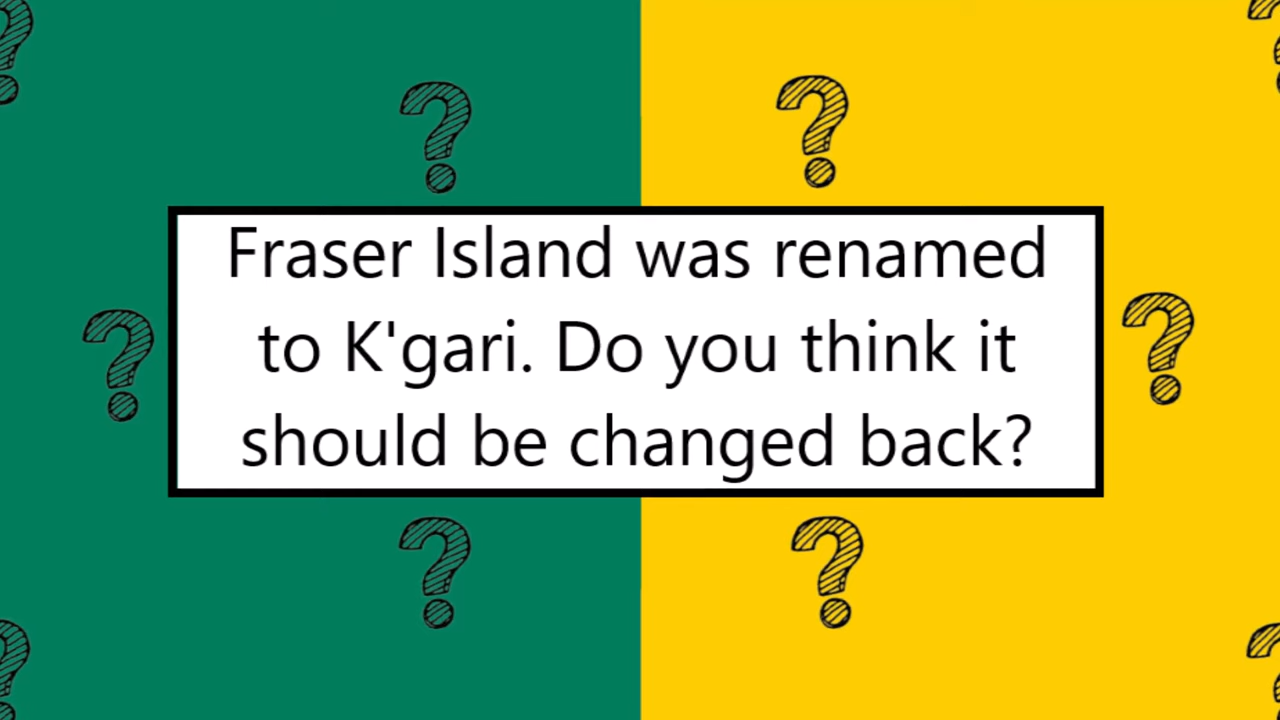 Fraser Island was renamed
to K'gari. Do you think it
should be changed back?